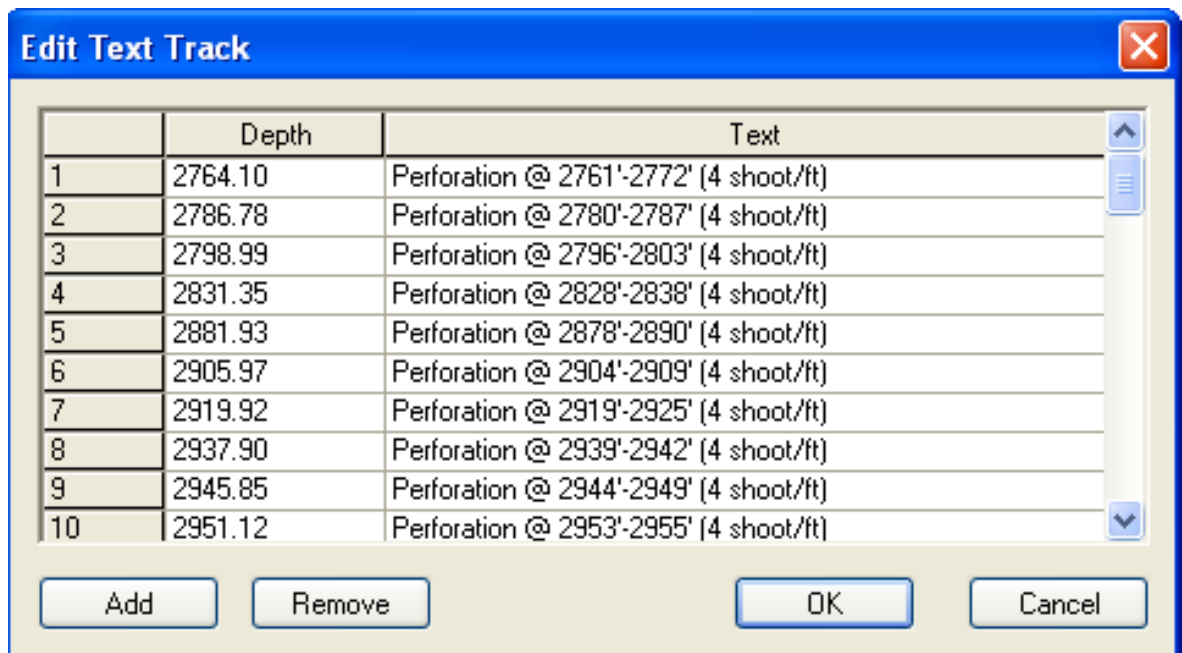 Edit Text Track
Depth Text
1 2764.10 Perforation @ 2761'-2772' (4 shoot/ft)
2 2786.78 Perforation @ 2780'-2787' (4 shoot/ft)
3 2798.99 Perforation @ 2796'-2803' (4 shoot/ft)
4 2831.35 Perforation @ 2828'-2838' (4 shoot/ft)
5 2881.93 Perforation @ 2878'-2890' (4 shoot/ft)
6 2905.97 Perforation @ 2904'-2909' (4 shoot/ft)
7 2919.92 Perforation @ 2919'-2925' (4 shoot/ft)
8 2937.90 Perforation @ 2939'-2942' (4 shoot/ft)
9 2945.85 Perforation @ 2944'-2949' (4 shoot/ft)
10 2951.12 Perforation @ 2953'-2955' (4 shoot/ft)
Add Remove OK Cancel